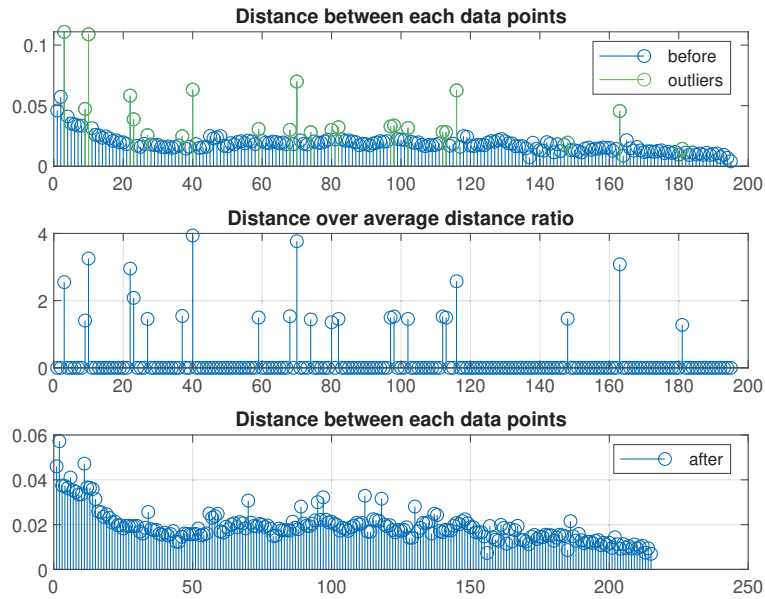 Distance between each data points
0.1
0.05
0
before
outliers
0 20 40 60 80 100 120 140 160 180 200
Distance over average distance ratio
4
2
0
0 20 40 60 80 100 120 140 160 180 200
Distance between each data points
0.06
0.04
0.02
0
after
0 50 100 150 200 250